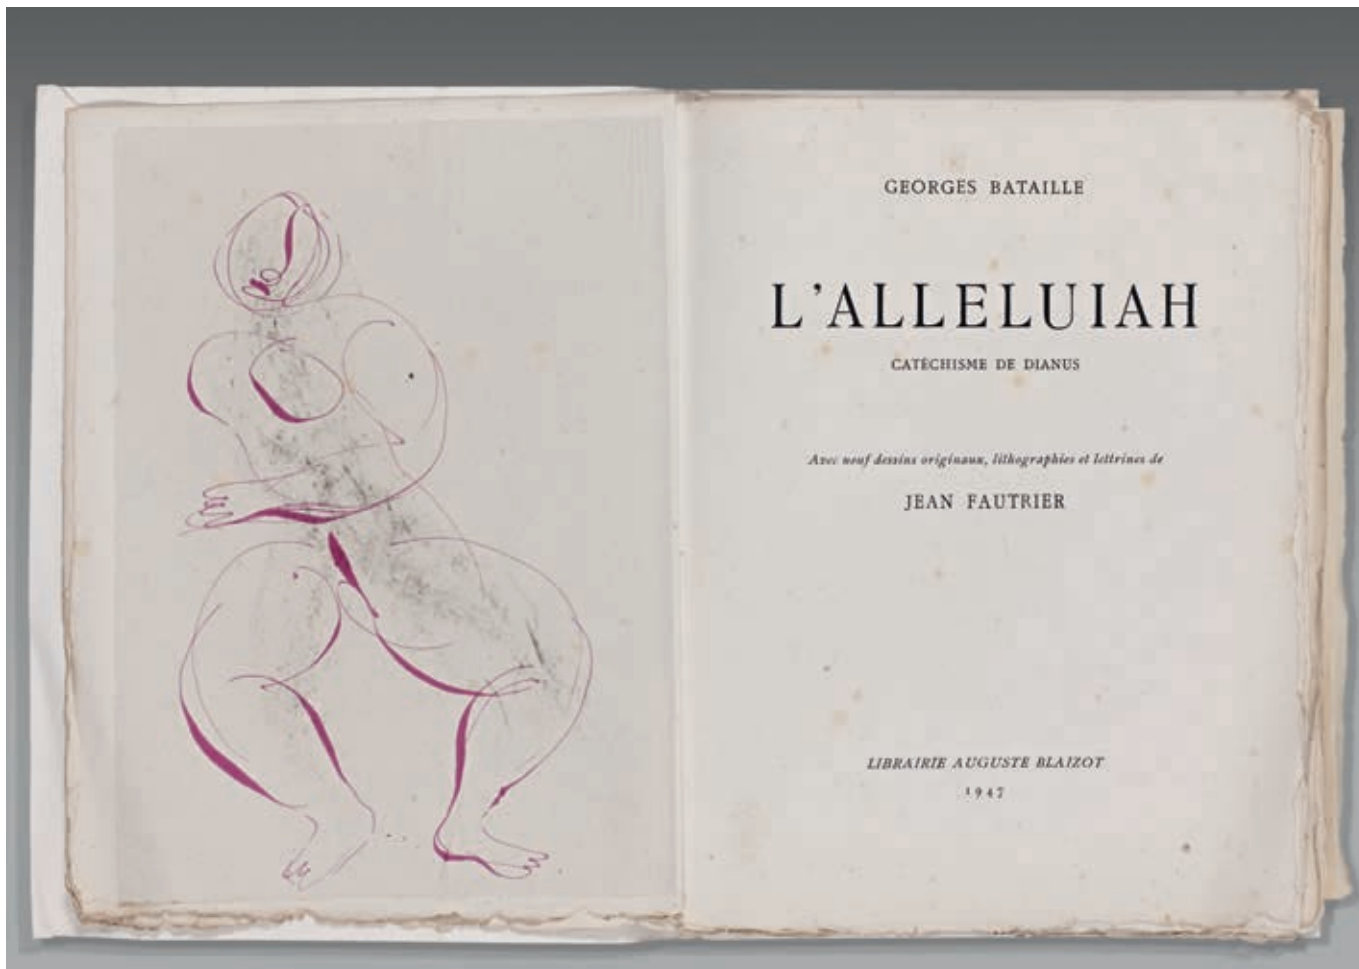 GEORGES BATAILLE
L'ALLELUIAH
CATÉCHISME DE DIANUS
Avec neuf dessins originaux, lithographies et lettrines de
JEAN FAUTRIER
LIBRAIRIE AUGUSTE BLAIZOT
1947